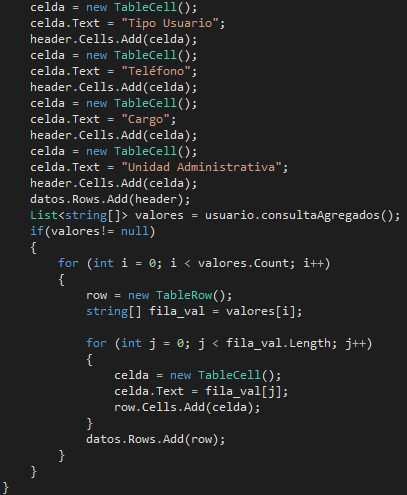 celda = new TableCell();
celda.Text = "Tipo Usuario";
header.Cells.Add(celda);
celda = new TableCell();
celda.Text = "Teléfono";
header.Cells.Add(celda);
celda = new TableCell();
celda.Text = "Cargo";
header.Cells.Add(celda);
celda = new TableCell();
celda.Text = "Unidad Administrativa";
header.Cells.Add(celda);
datos.Rows.Add(header);
List<string[]> valores = usuario.consultaAgregados();
if(valores!= null)
{
for (int i = 0; i < valores.Count; i++)
{
row = new TableRow();
string[] fila_val = valores[i];
for (int j = 0; j < fila_val.Length; j++)
{
celda = new TableCell();
celda.Text = fila_val[j];
row.Cells.Add(celda);
}
datos.Rows.Add(row);
}
}
}